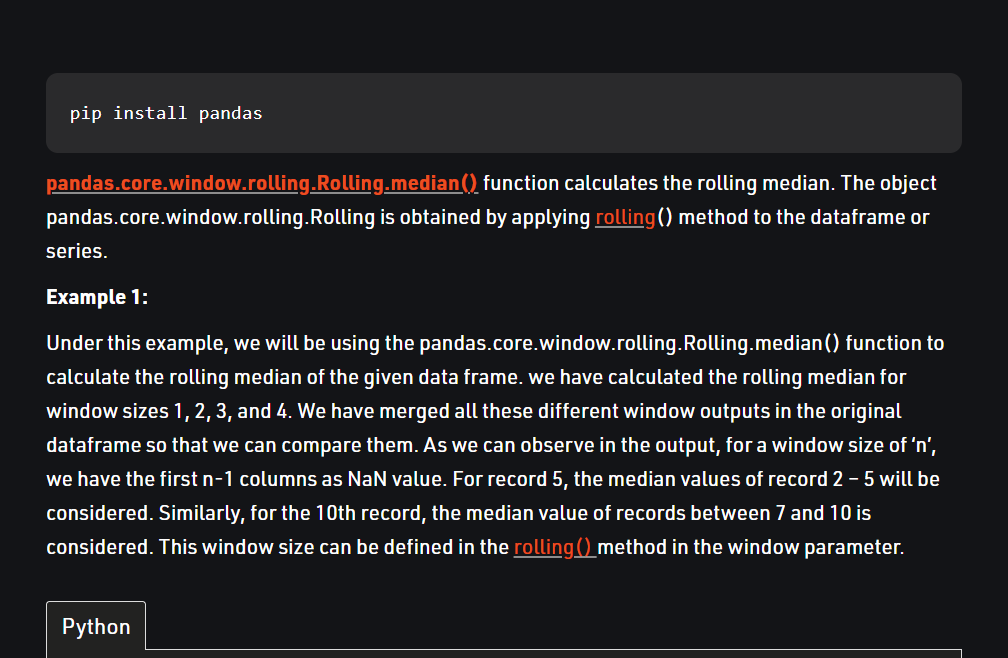 pip install pandas
pandas.core.window.rolling.Rolling.median() function calculates the rolling median. The object
pandas.core.window.rolling.Rolling is obtained by applying rolling() method to the dataframe or
series.
Example 1:
Under this example, we will be using the pandas.core.window.rolling.Rolling.median() function to
calculate the rolling median of the given data frame. we have calculated the rolling median for
window sizes 1, 2, 3, and 4. We have merged all these different window outputs in the original
dataframe so that we can compare them. As we can observe in the output, for a window size of ‘n’,
we have the first n-1 columns as NaN value. For record 5, the median values of record 2 – 5 will be
considered. Similarly, for the 10th record, the median value of records between 7 and 10 is
considered. This window size can be defined in the rolling() method in the window parameter.
Python